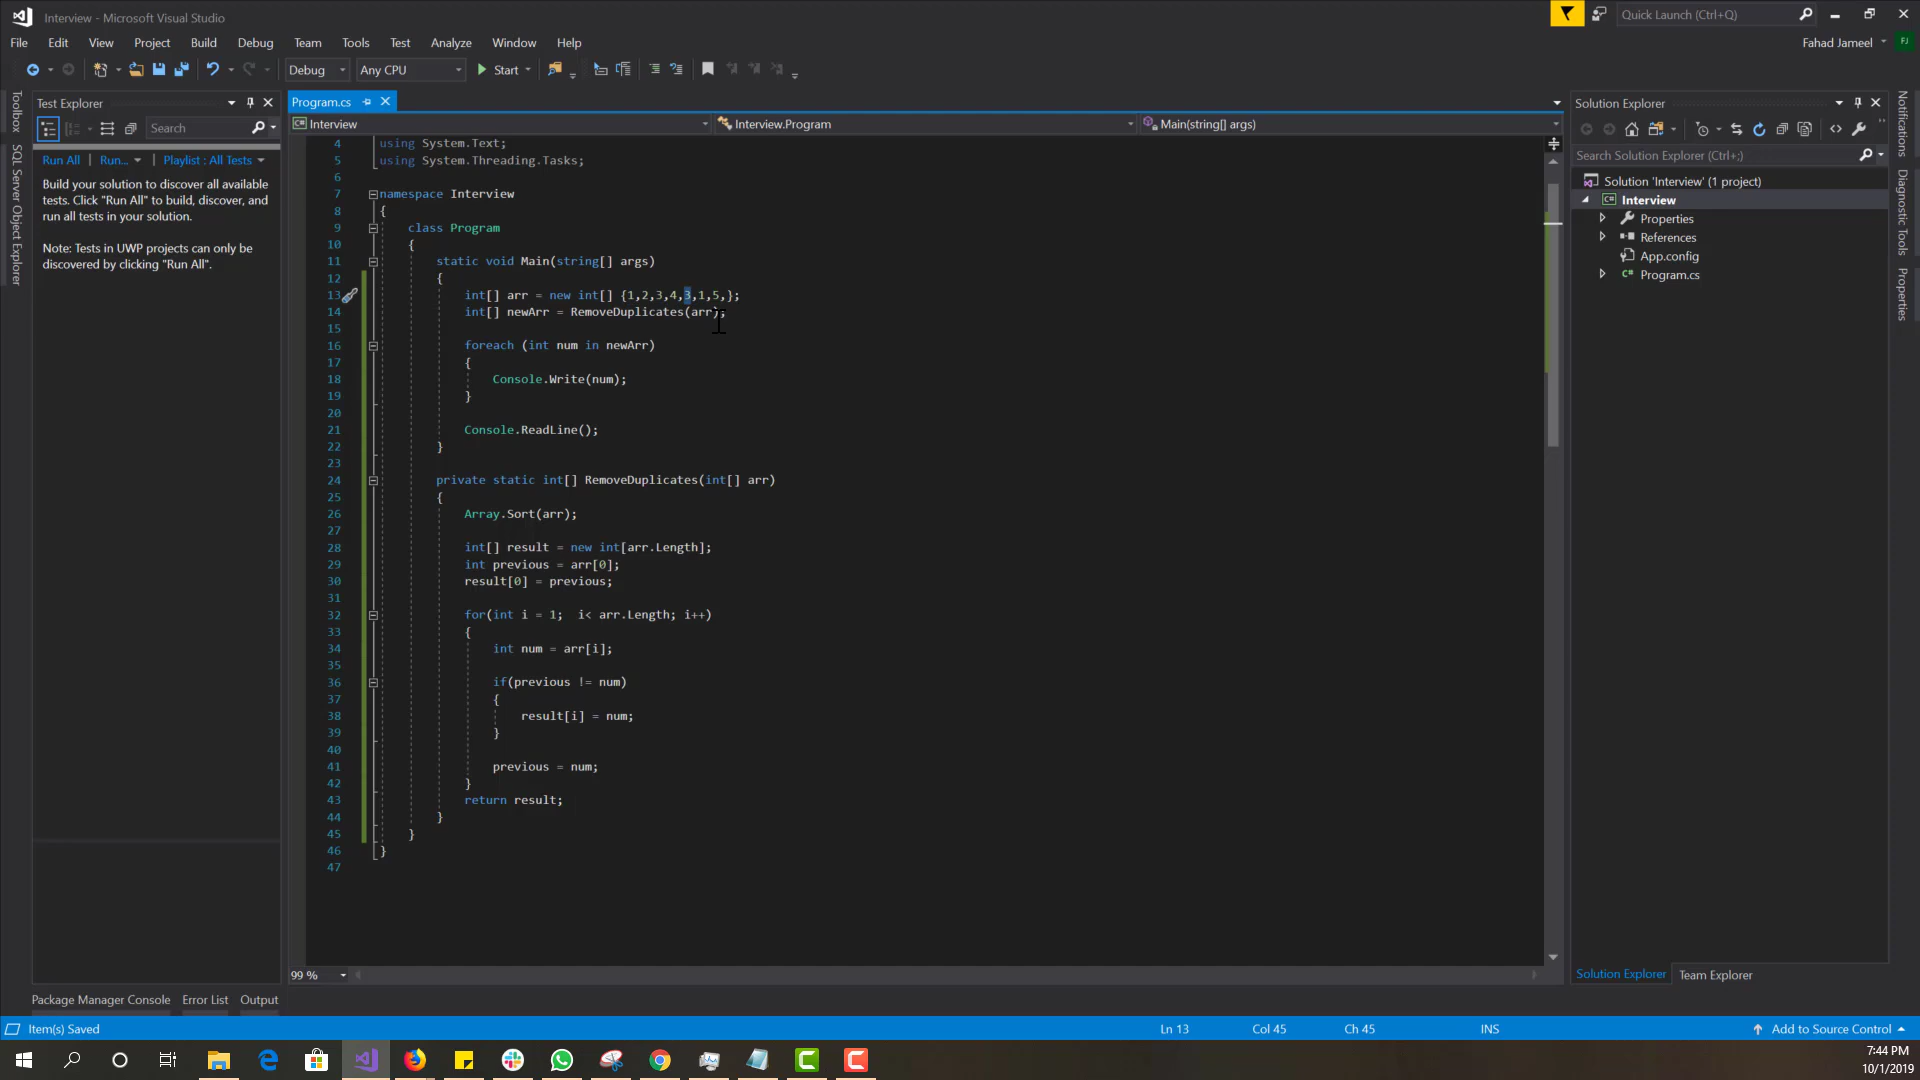 Interview - Microsoft Visual Studio
Quick Launch (Ctrl+Q)
File Edit View Project Build Debug Team Tools Test Analyze Window Help
Fahad Jameel FJ
Debug Any CPU Start
Toolbox
SQL Server Object Explorer
Test Explorer
Search
Run All Run... Playlist : All Tests
Build your solution to discover all available
tests. Click "Run All" to build, discover, and
run all tests in your solution.
Note: Tests in UWP projects can only be
discovered by clicking "Run All".
Program.cs
Interview Interview.Program Main(string[] args)
4 using System.Text;
5 using System.Threading.Tasks;
6
7 namespace Interview
8 {
9 class Program
10 {
11 static void Main(string[] args)
12 {
13 int[] arr = new int[] {1,2,3,4,3,1,5,};
14 int[] newArr = RemoveDuplicates(arr);
15
16 foreach (int num in newArr)
17 {
18 Console.Write(num);
19 }
20
21 Console.ReadLine();
22 }
23
24 private static int[] RemoveDuplicates(int[] arr)
25 {
26 Array.Sort(arr);
27
28 int[] result = new int[arr.Length];
29 int previous = arr[0];
30 result[0] = previous;
31
32 for(int i = 1;  i< arr.Length; i++)
33 {
34 int num = arr[i];
35
36 if(previous != num)
37 {
38 result[i] = num;
39 }
40
41 previous = num;
42 }
43 return result;
44 }
45 }
46 }
47
99 %
Solution Explorer
Search Solution Explorer (Ctrl+;)
Solution 'Interview' (1 project)
Interview
Properties
References
App.config
Program.cs
Solution Explorer Team Explorer
Notifications
Diagnostic Tools
Properties
Package Manager Console Error List Output
Item(s) Saved Ln 13 Col 45 Ch 45 INS Add to Source Control
7:44 PM
10/1/2019